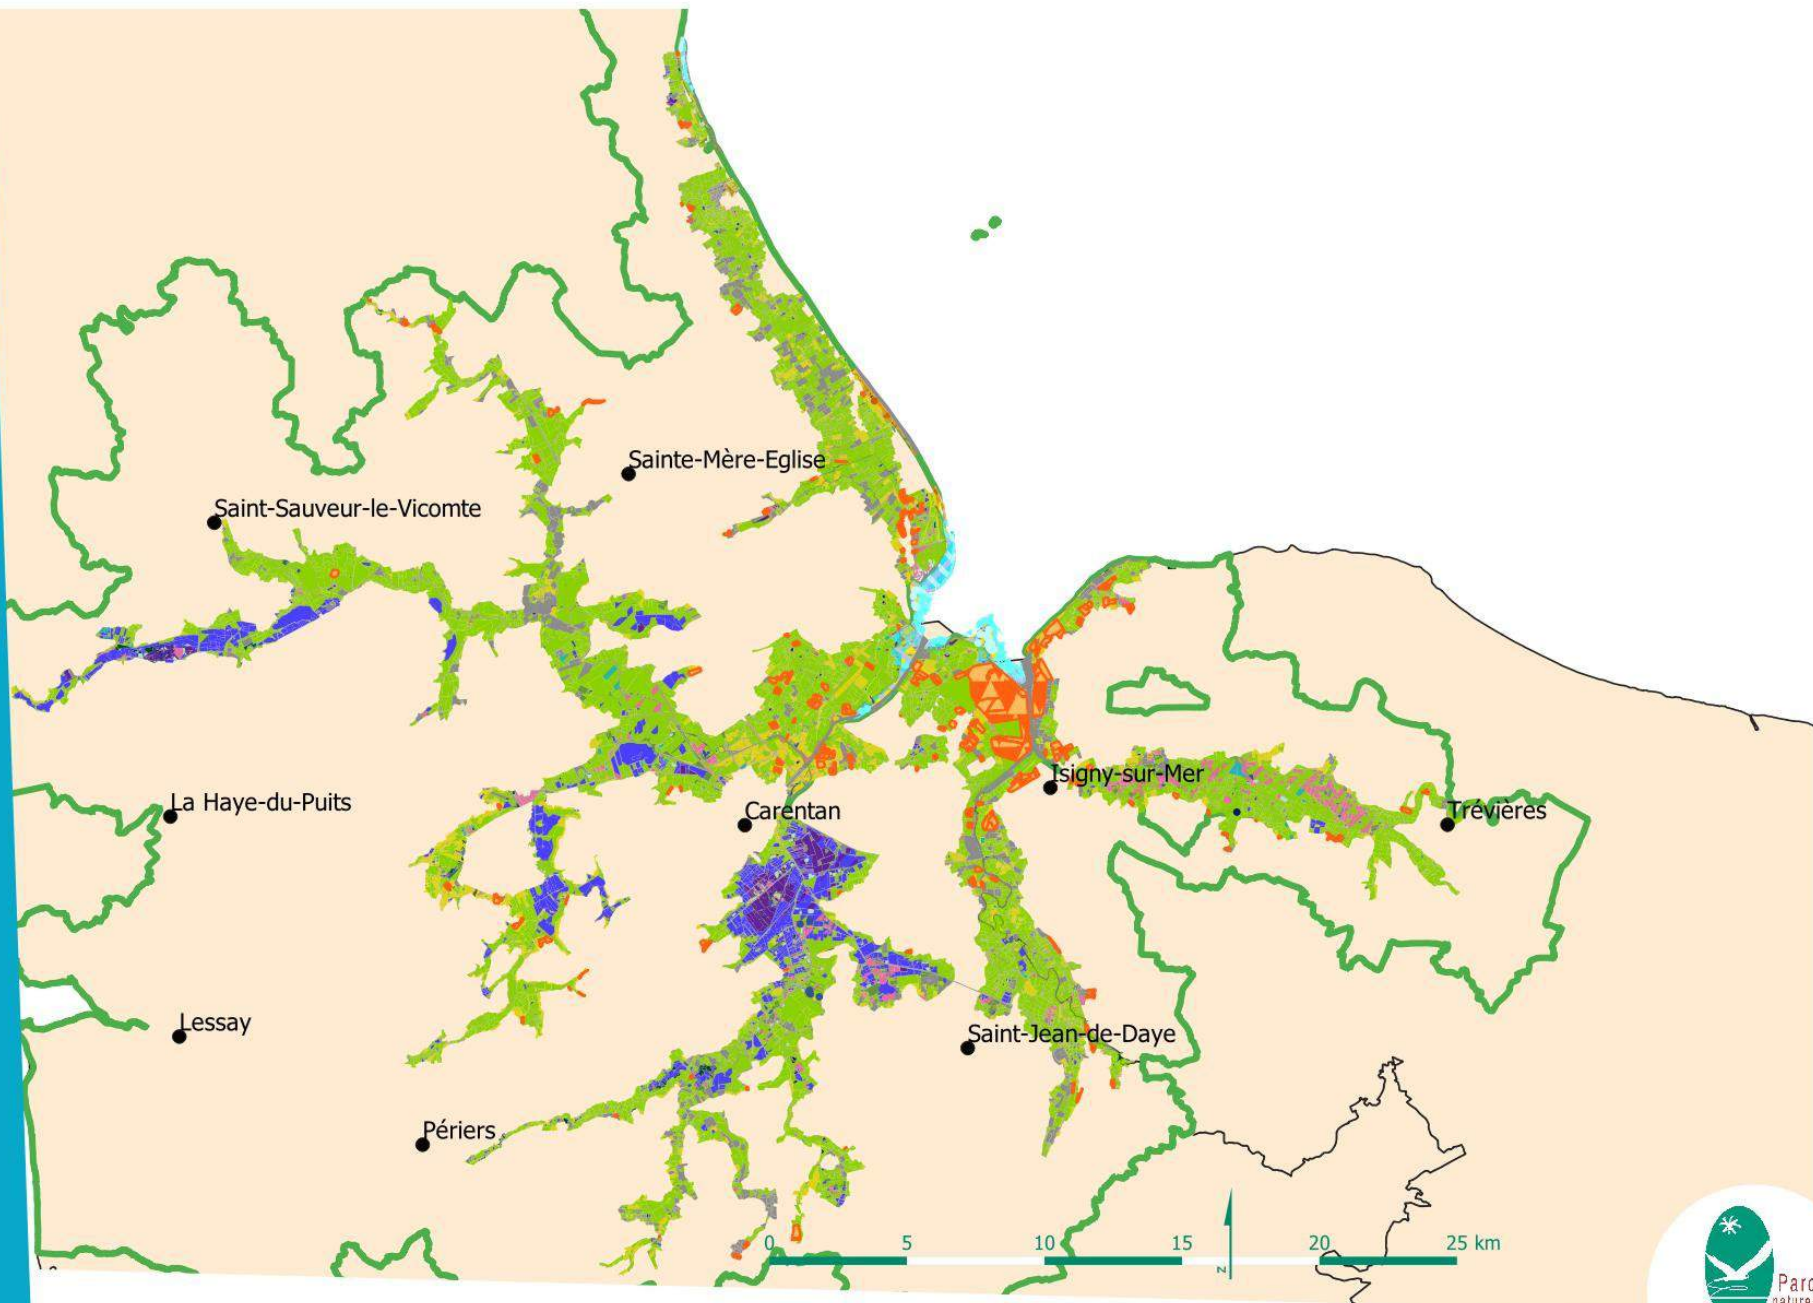 Sainte-Mère-Eglise
Saint-Sauveur-le-Vicomte
Isigny-sur-Mer
La Haye-du-Puits
Carentan
Trévières
Lessay
Saint-Jean-de-Daye
Périers
0 5 10 15 20 25 km
N
Parc